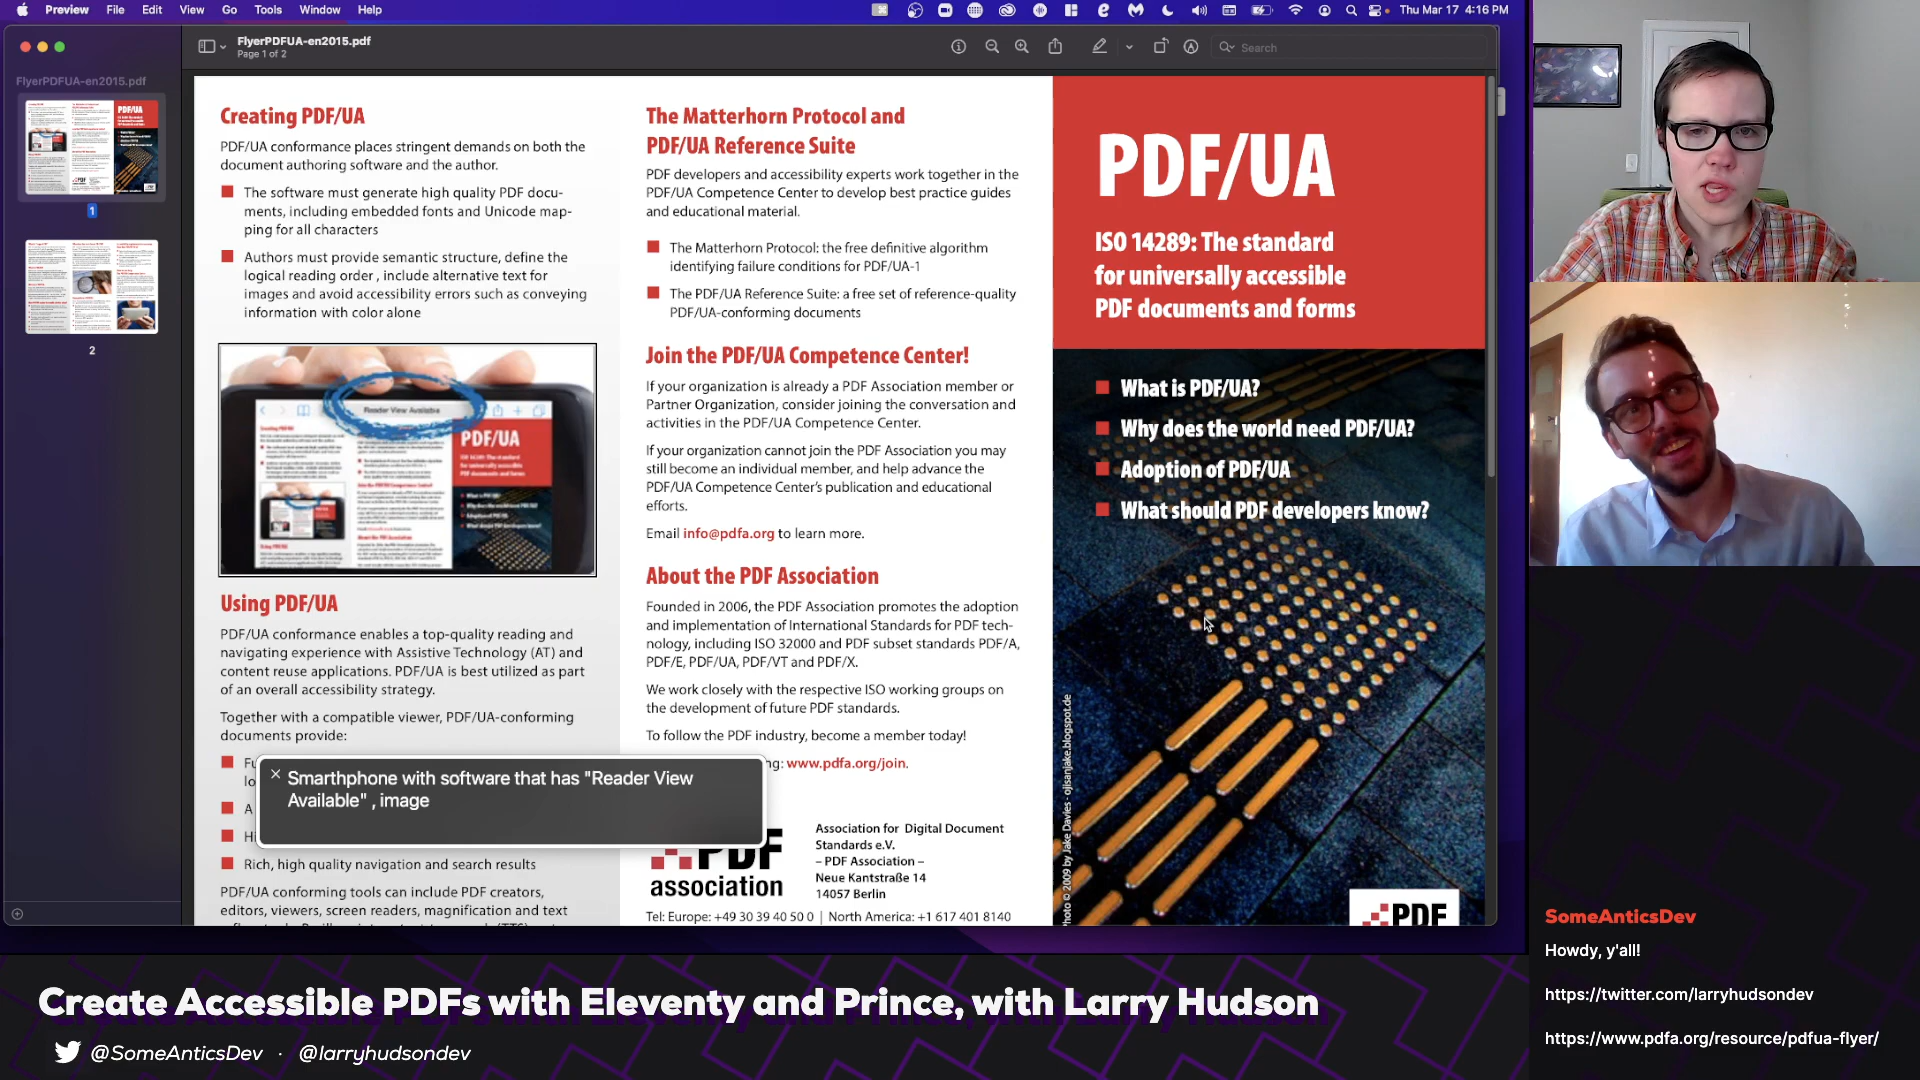 Preview File Edit View Go Tools Window Help
Thu Mar 17 4:16 PM
FlyerPDFUA-en2015.pdf
Page 1 of 2
Search
FlyerPDFUA-en2015.pdf
1
2
Creating PDF/UA
PDF/UA conformance places stringent demands on both the
document authoring software and the author.
The software must generate high quality PDF docu-
ments, including embedded fonts and Unicode map-
ping for all characters
Authors must provide semantic structure, define the
logical reading order , include alternative text for
images and avoid accessibility errors such as conveying
information with color alone
Reader View Available
PDF/UA
Using PDF/UA
PDF/UA conformance enables a top-quality reading and
navigating experience with Assistive Technology (AT) and
content reuse applications. PDF/UA is best utilized as part
of an overall accessibility strategy.
Together with a compatible viewer, PDF/UA-conforming
documents provide:
Smarthphone with software that has "Reader View
Available" , image
Rich, high quality navigation and search results
PDF/UA conforming tools can include PDF creators,
editors, viewers, screen readers, magnification and text
The Matterhorn Protocol and
PDF/UA Reference Suite
PDF developers and accessibility experts work together in the
PDF/UA Competence Center to develop best practice guides
and educational material.
The Matterhorn Protocol: the free definitive algorithm
identifying failure conditions for PDF/UA-1
The PDF/UA Reference Suite: a free set of reference-quality
PDF/UA-conforming documents
Join the PDF/UA Competence Center!
If your organization is already a PDF Association member or
Partner Organization, consider joining the conversation and
activities in the PDF/UA Competence Center.
If your organization cannot join the PDF Association you may
still become an individual member, and help advance the
PDF/UA Competence Center's publication and educational
efforts.
Email info@pdfa.org to learn more.
About the PDF Association
Founded in 2006, the PDF Association promotes the adoption
and implementation of International Standards for PDF tech-
nology, including ISO 32000 and PDF subset standards PDF/A,
PDF/E, PDF/UA, PDF/VT and PDF/X.
We work closely with the respective ISO working groups on
the development of future PDF standards.
To follow the PDF industry, become a member today!
www.pdfa.org/join.
PDF
association
Association for Digital Document
Standards e.V.
– PDF Association –
Neue Kantstraße 14
14057 Berlin
Tel: Europe: +49 30 39 40 50 0 | North America: +1 617 401 8140
PDF/UA
ISO 14289: The standard
for universally accessible
PDF documents and forms
What is PDF/UA?
Why does the world need PDF/UA?
Adoption of PDF/UA
What should PDF developers know?
Photo © 2009 by Jake Davies - ojisanjake.blogspot.de
PDF
SomeAnticsDev
Howdy, y'all!
https://twitter.com/larryhudsondev
https://www.pdfa.org/resource/pdfua-flyer/
Create Accessible PDFs with Eleventy and Prince, with Larry Hudson
@SomeAnticsDev · @larryhudsondev